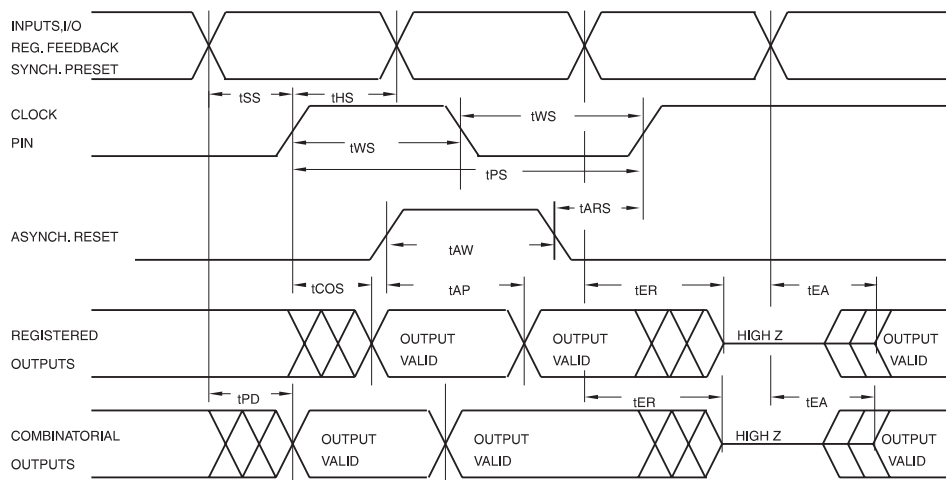 INPUTS,I/O
REG. FEEDBACK
SYNCH. PRESET
tSS
tHS
CLOCK
PIN
tWS
tWS
tPS
tARS
ASYNCH. RESET
tAW
tCOS
tAP
tER
tEA
REGISTERED
OUTPUTS
OUTPUT
VALID
OUTPUT
VALID
HIGH Z
OUTPUT
VALID
tPD
tER
tEA
COMBINATORIAL
OUTPUTS
OUTPUT
VALID
OUTPUT
VALID
HIGH Z
OUTPUT
VALID